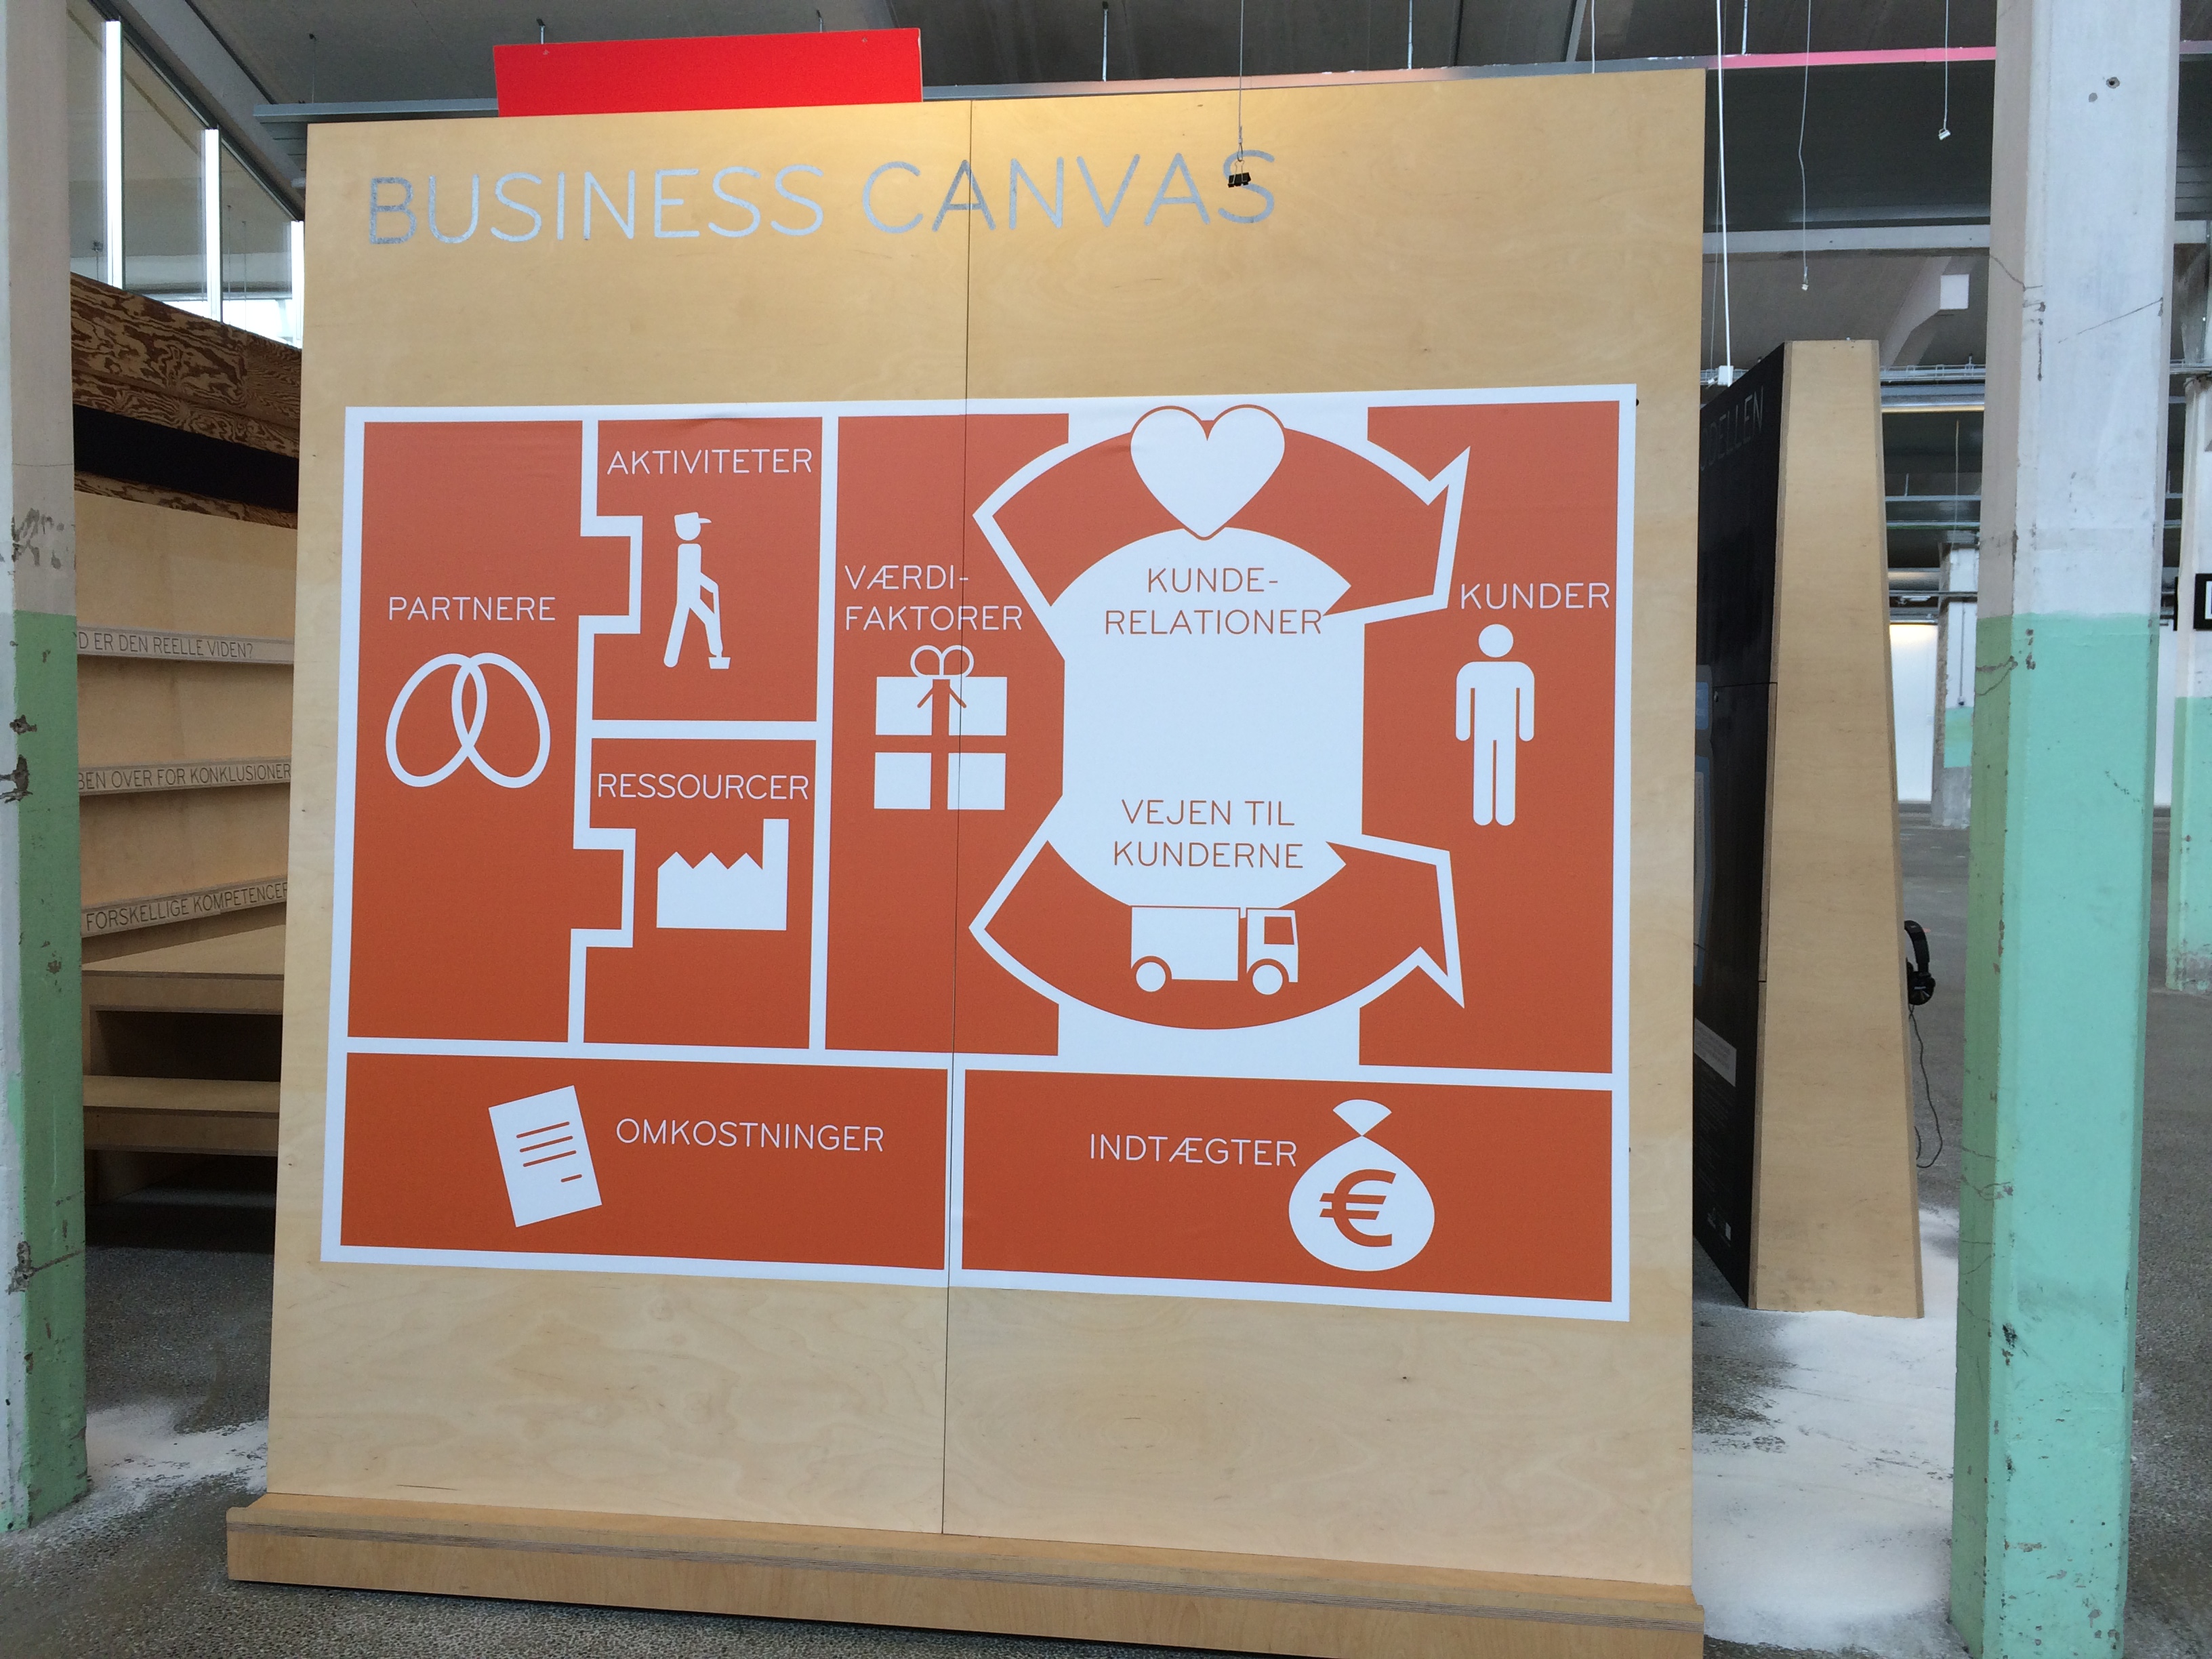 BUSINESS CANVAS
PARTNERE
AKTIVITETER
RESSOURCER
VÆRDI-
FAKTORER
KUNDE-
RELATIONER
VEJEN TIL
KUNDERNE
KUNDER
OMKOSTNINGER
INDTÆGTER
€
ER DEN REELLE VIDEN?
OVER FOR KONKLUSIONER
FORSKELLIGE KOMPETENCER